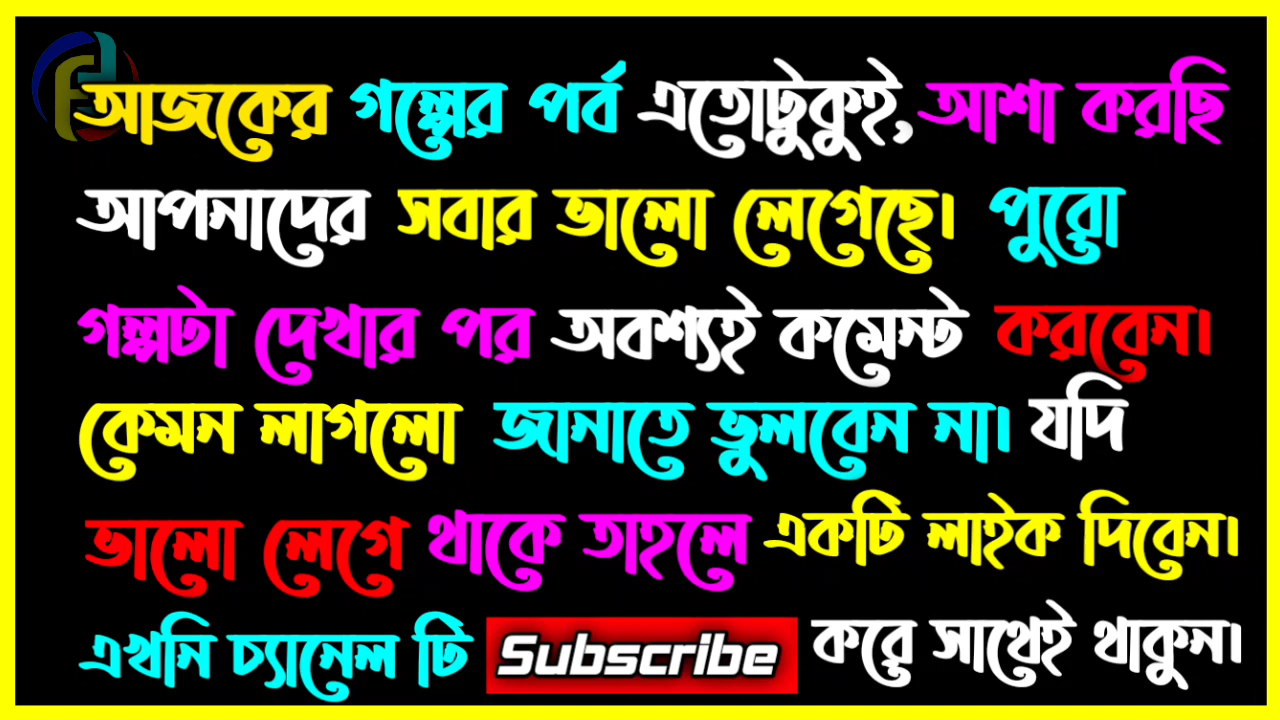 আজকের গল্পের পর্ব এতোটুকুই, আশা করছি
আপনাদের সবার ভালো লেগেছে। পুরো
গল্পটা দেখার পর অবশ্যই কমেন্ট করবেন।
কেমন লাগলো জানাতে ভুলবেন না। যদি
ভালো লেগে থাকে তাহলে একটি লাইক দিবেন।
এখনি চ্যানেল টি Subscribe করে সাথেই থাকুন।